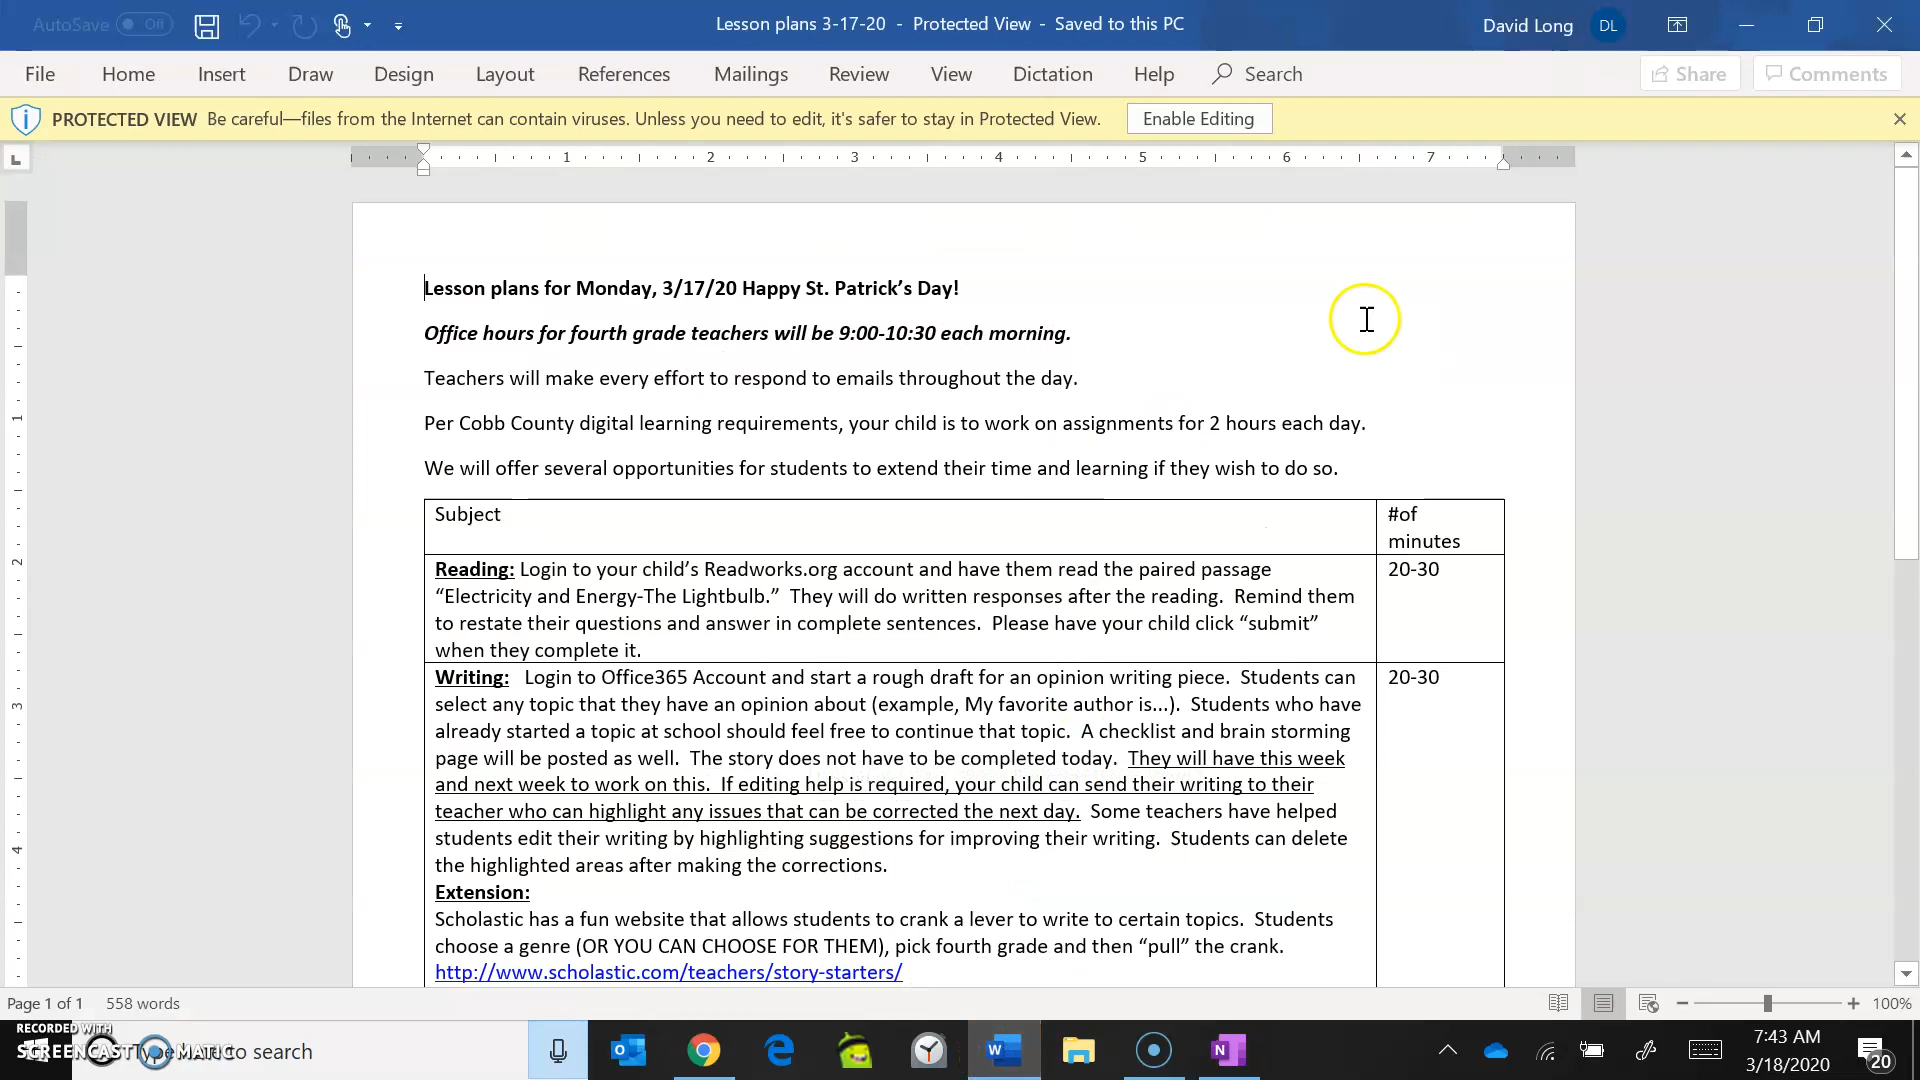 AutoSave Off
Lesson plans 3-17-20 - Protected View - Saved to this PC
David Long DL
File Home Insert Draw Design Layout References Mailings Review View Dictation Help Search Share Comments
PROTECTED VIEW Be careful—files from the Internet can contain viruses. Unless you need to edit, it's safer to stay in Protected View. Enable Editing
1 2 3 4 5 6 7
Lesson plans for Monday, 3/17/20 Happy St. Patrick’s Day!
Office hours for fourth grade teachers will be 9:00-10:30 each morning.
Teachers will make every effort to respond to emails throughout the day.
Per Cobb County digital learning requirements, your child is to work on assignments for 2 hours each day.
We will offer several opportunities for students to extend their time and learning if they wish to do so.
Subject
#of
minutes
Reading: Login to your child’s Readworks.org account and have them read the paired passage
“Electricity and Energy-The Lightbulb.” They will do written responses after the reading. Remind them
to restate their questions and answer in complete sentences. Please have your child click “submit”
when they complete it.
20-30
Writing: Login to Office365 Account and start a rough draft for an opinion writing piece. Students can
select any topic that they have an opinion about (example, My favorite author is...). Students who have
already started a topic at school should feel free to continue that topic. A checklist and brain storming
page will be posted as well. The story does not have to be completed today. They will have this week
and next week to work on this. If editing help is required, your child can send their writing to their
teacher who can highlight any issues that can be corrected the next day. Some teachers have helped
students edit their writing by highlighting suggestions for improving their writing. Students can delete
the highlighted areas after making the corrections.
Extension:
Scholastic has a fun website that allows students to crank a lever to write to certain topics. Students
choose a genre (OR YOU CAN CHOOSE FOR THEM), pick fourth grade and then “pull” the crank.
http://www.scholastic.com/teachers/story-starters/
20-30
1
2
3
4
Page 1 of 1 558 words
100%
RECORDED WITH
SCREENCAST MATIC
Type here to search
7:43 AM
3/18/2020
20